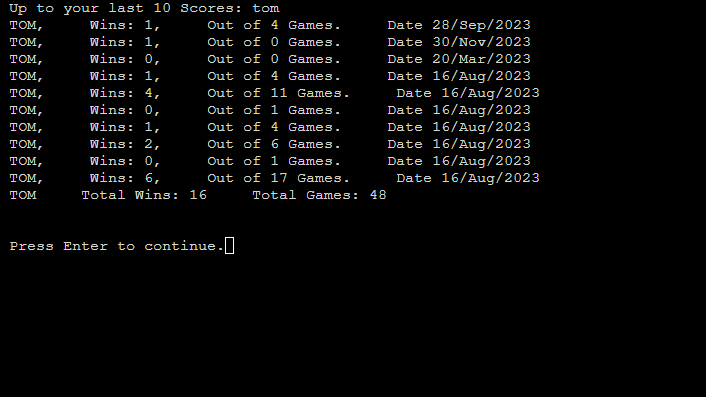 Up to your last 10 Scores: tom
TOM,     Wins: 1,     Out of 4 Games.     Date 28/Sep/2023
TOM,     Wins: 1,     Out of 0 Games.     Date 30/Nov/2023
TOM,     Wins: 0,     Out of 0 Games.     Date 20/Mar/2023
TOM,     Wins: 1,     Out of 4 Games.     Date 16/Aug/2023
TOM,     Wins: 4,     Out of 11 Games.     Date 16/Aug/2023
TOM,     Wins: 0,     Out of 1 Games.     Date 16/Aug/2023
TOM,     Wins: 1,     Out of 4 Games.     Date 16/Aug/2023
TOM,     Wins: 2,     Out of 6 Games.     Date 16/Aug/2023
TOM,     Wins: 0,     Out of 1 Games.     Date 16/Aug/2023
TOM,     Wins: 6,     Out of 17 Games.     Date 16/Aug/2023
TOM     Total Wins: 16     Total Games: 48
Press Enter to continue.